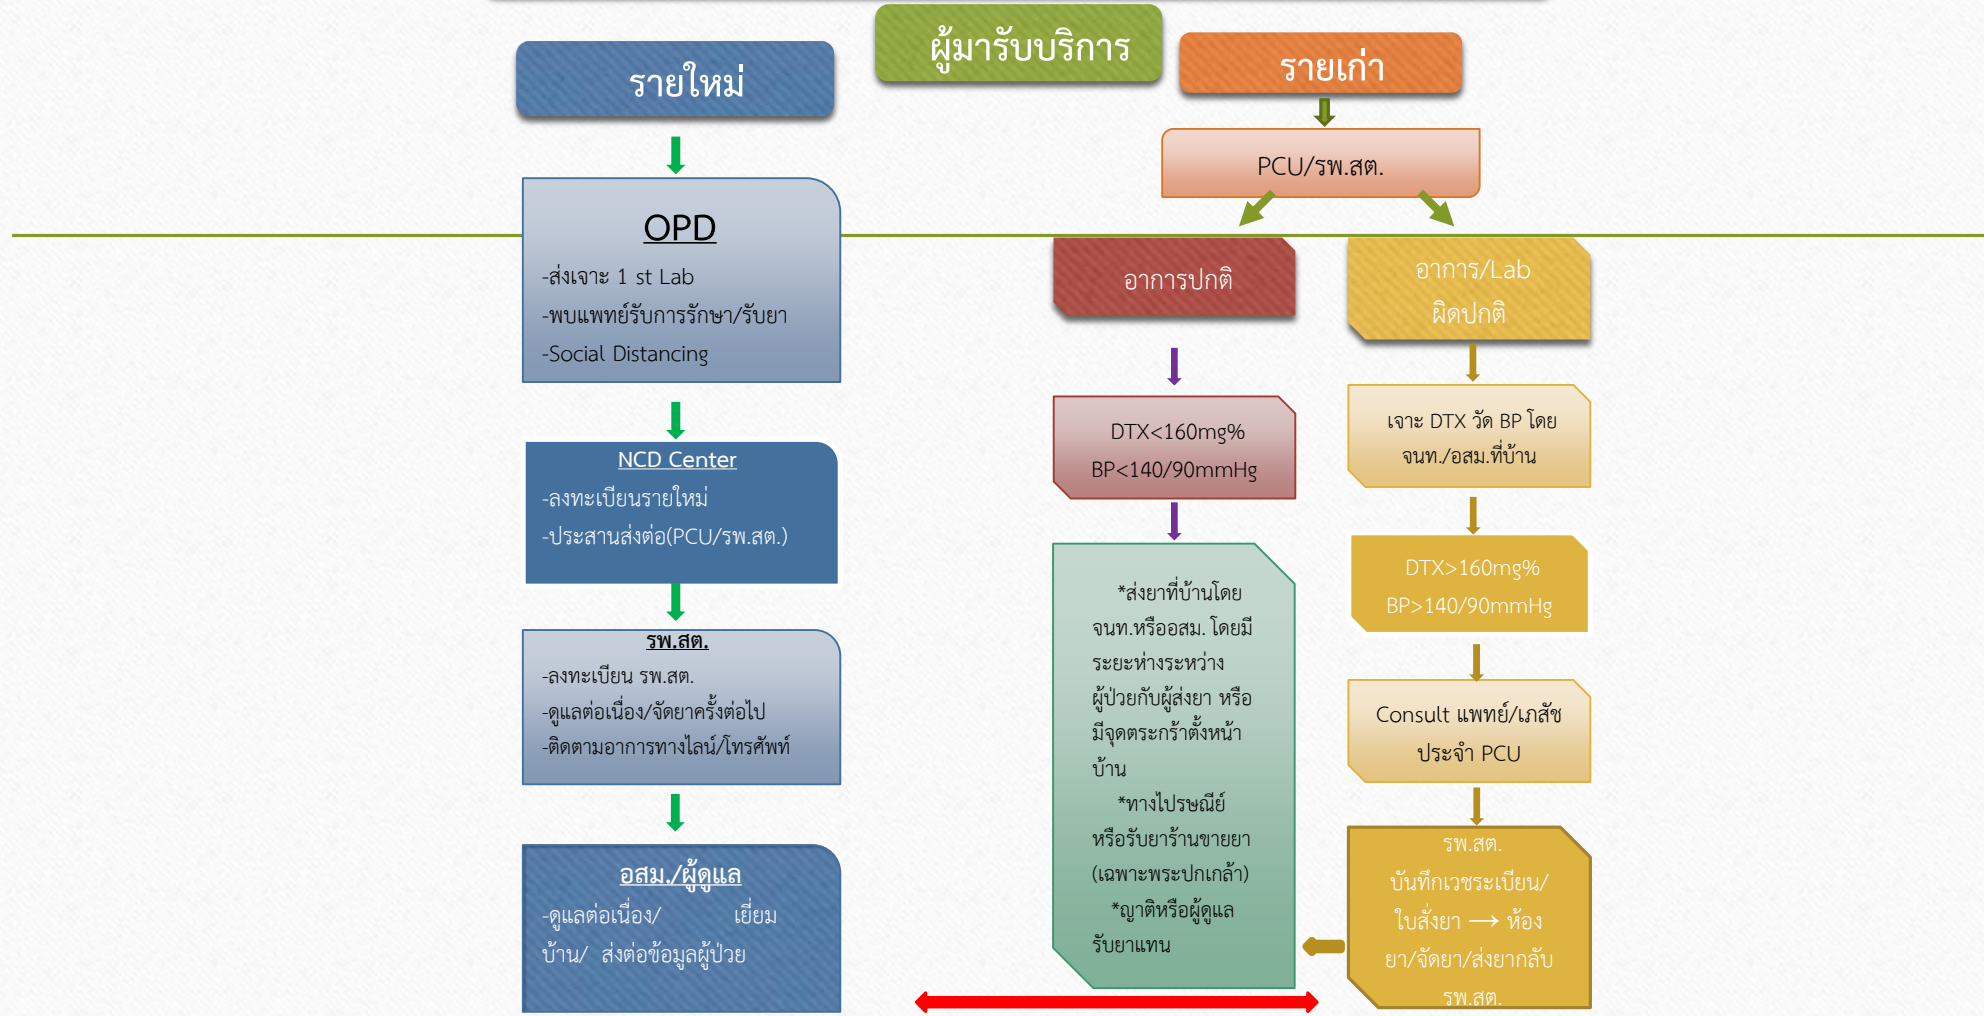 ผู้มารับบริการ
รายใหม่
OPD
-ส่งเจาะ 1 st Lab
-พบแพทย์รับการรักษา/รับยา
-Social Distancing
NCD Center
-ลงทะเบียนรายใหม่
-ประสานส่งต่อ(PCU/รพ.สต.)
รพ.สต.
-ลงทะเบียน รพ.สต.
-ดูแลต่อเนื่อง/จัดยาครั้งต่อไป
-ติดตามอาการทางไลน์/โทรศัพท์
อสม./ผู้ดูแล
-ดูแลต่อเนื่อง/ เยี่ยม
บ้าน/ ส่งต่อข้อมูลผู้ป่วย
รายเก่า
PCU/รพ.สต.
อาการปกติ
DTX<160mg%
BP<140/90mmHg
*ส่งยาที่บ้านโดย
จนท.หรืออสม. โดยมี
ระยะห่างระหว่าง
ผู้ป่วยกับผู้ส่งยา หรือ
มีจุดตระกร้าตั้งหน้า
บ้าน
*ทางไปรษณีย์
หรือรับยาร้านขายยา
(เฉพาะพระปกเกล้า)
*ญาติหรือผู้ดูแล
รับยาแทน
อาการ/Lab
ผิดปกติ
เจาะ DTX วัด BP โดย
จนท./อสม.ที่บ้าน
DTX>160mg%
BP>140/90mmHg
Consult แพทย์/เภสัช
ประจำ PCU
รพ.สต.
บันทึกเวชระเบียน/
ใบสั่งยา → ห้อง
ยา/จัดยา/ส่งยากลับ
รพ.สต.